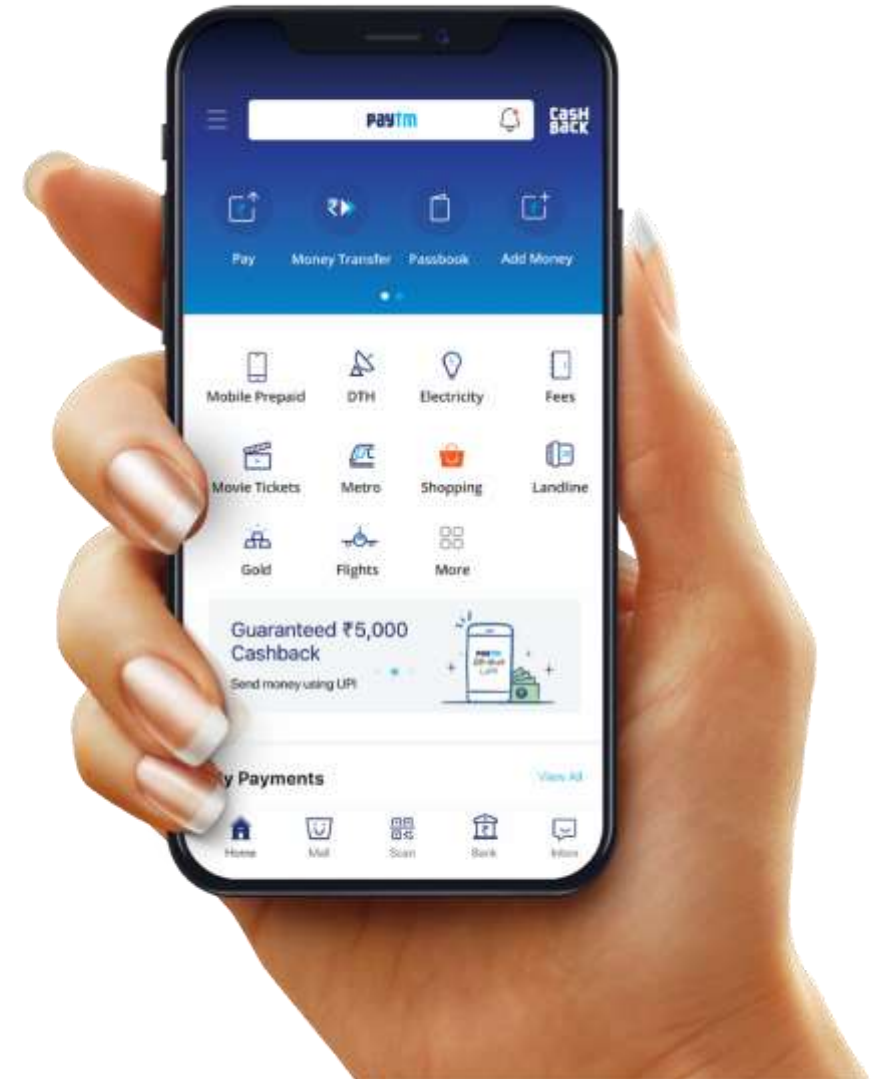 paytm
CASH
BACK
Pay Money Transfer Passbook Add Money
Mobile Prepaid DTH Electricity Fees
Movie Tickets Metro Shopping Landline
Gold Flights More
Guaranteed ₹5,000
Cashback
Send money using UPI
paytm
y Payments View All
Home Mall Scan Bank Inbox